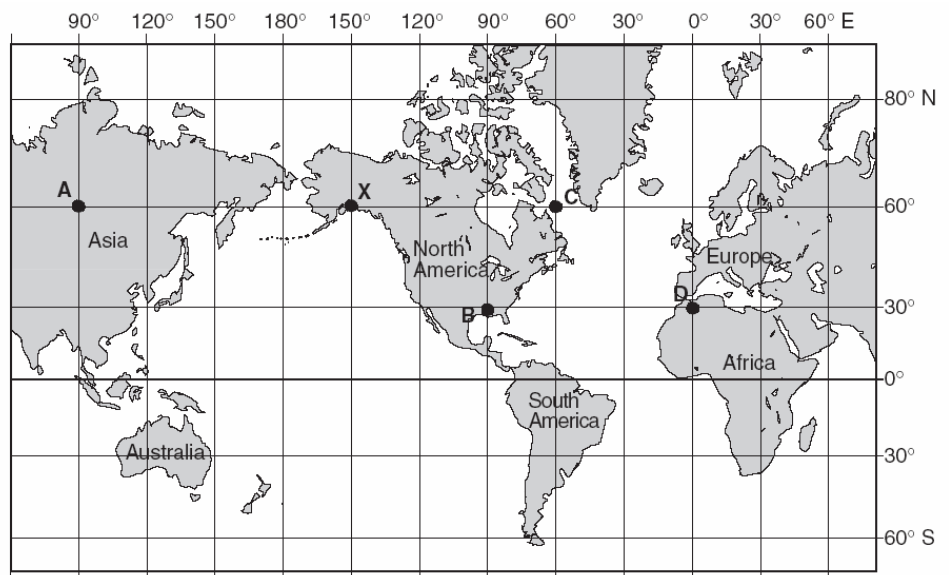 90° 120° 150° 180° 150° 120° 90° 60° 30° 0° 30° 60° E
80° N
A X C 60°
Asia North America Europe
B D 30°
Africa
0°
South America
Australia 30°
60° S